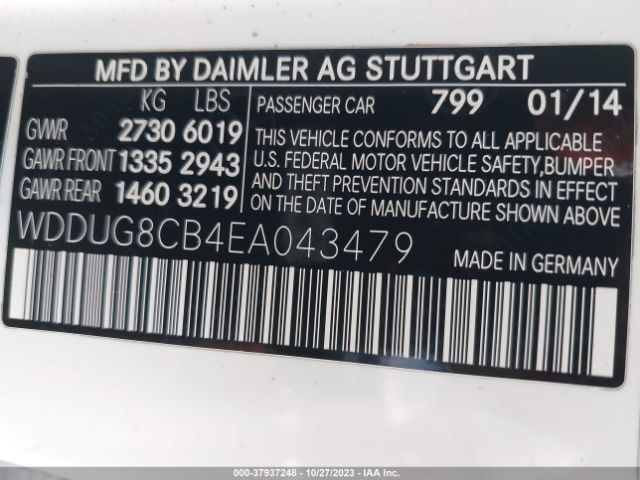 MFD BY DAIMLER AG STUTTGART
KG LBS
GVWR 2730 6019
GAWR FRONT 1335 2943
GAWR REAR 1460 3219
PASSENGER CAR 799 01/14
THIS VEHICLE CONFORMS TO ALL APPLICABLE
U.S. FEDERAL MOTOR VEHICLE SAFETY,BUMPER
AND THEFT PREVENTION STANDARDS IN EFFECT
ON THE DATE OF MANUFACTURE SHOWN ABOVE
WDDUG8CB4EA043479
MADE IN GERMANY
000-37937248 - 10/27/2023 - IAAI.CA